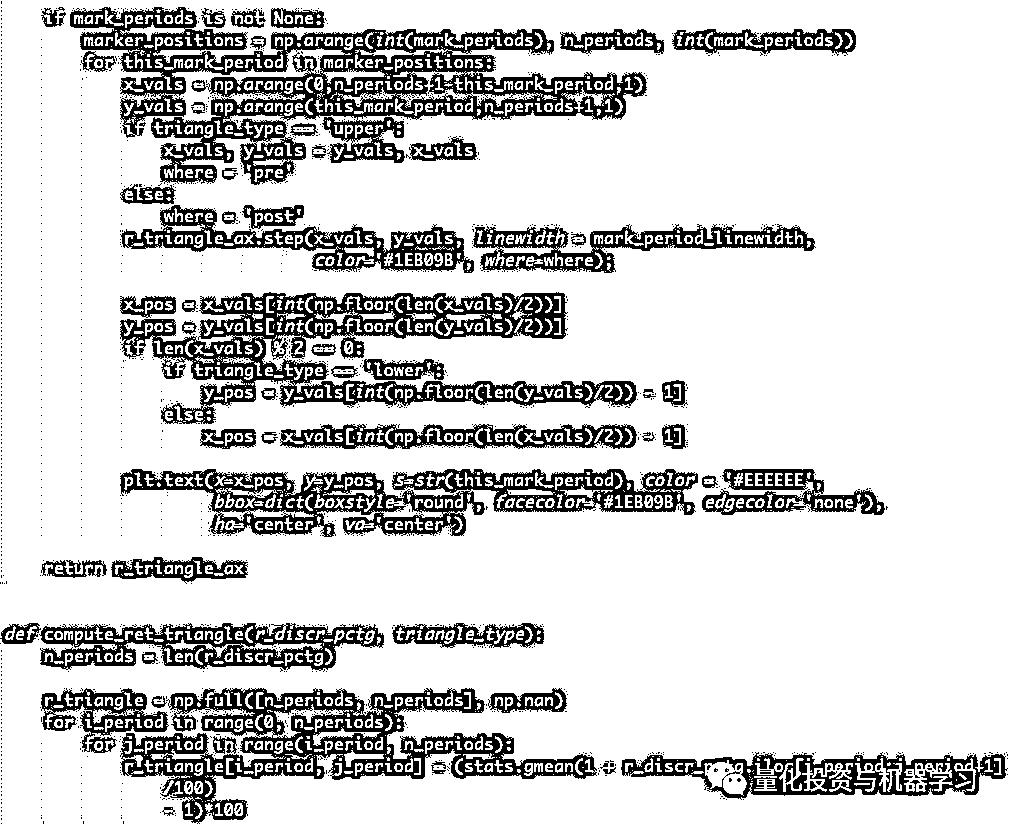 if mark_periods is not None:
marker_positions = np.arange(int(mark_periods), n_periods, int(mark_periods))
for this_mark_period in marker_positions:
x_vals = np.arange(0,n_periods+1-this_mark_period,1)
y_vals = np.arange(this_mark_period,n_periods+1,1)
if triangle_type == 'upper':
x_vals, y_vals = y_vals, x_vals
where = 'pre'
else:
where = 'post'
r_triangle_ax.step(x_vals, y_vals, linewidth = mark_period_linewidth,
color='#1EB09B', where=where);
x_pos = x_vals[int(np.floor(len(x_vals)/2))]
y_pos = y_vals[int(np.floor(len(y_vals)/2))]
if len(x_vals) % 2 == 0:
if triangle_type == 'lower':
y_pos = y_vals[int(np.floor(len(y_vals)/2)) - 1]
else:
x_pos = x_vals[int(np.floor(len(x_vals)/2)) - 1]
plt.text(x=x_pos, y=y_pos, s=str(this_mark_period), color = '#EEEEEE',
bbox=dict(boxstyle='round', facecolor='#1EB09B', edgecolor='none'),
ha='center', va='center')
return r_triangle_ax
def compute_ret_triangle(r_discr_pctg, triangle_type):
n_periods = len(r_discr_pctg)
r_triangle = np.full([n_periods, n_periods], np.nan)
for i_period in range(0, n_periods):
for j_period in range(i_period, n_periods):
r_triangle[i_period, j_period] = (stats.gmean(1 + 1]
/100)
- 1)*100
量化投资与机器学习